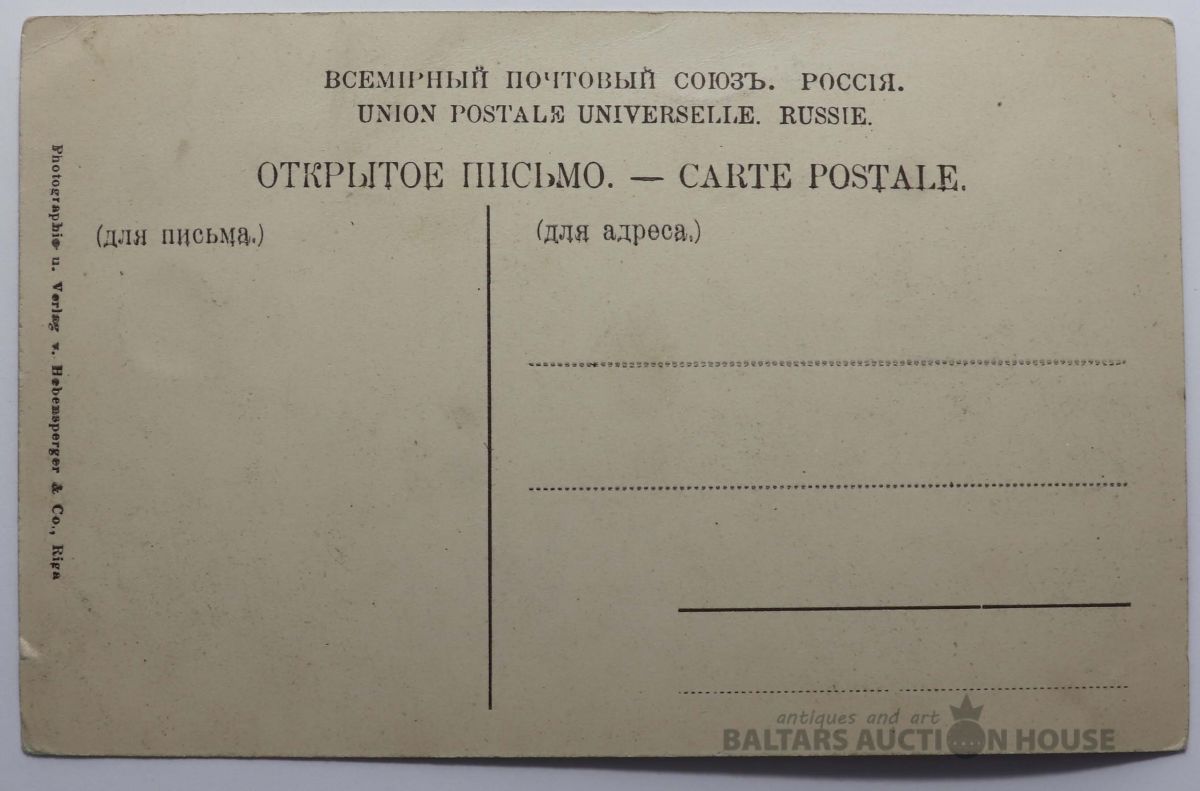 ВСЕМІРНЫЙ ПОЧТОВЫЙ СОЮЗЪ. РОССІЯ.
UNION POSTALE UNIVERSELLE. RUSSIE.
ОТКРЫТОЕ ПИСЬМО. — CARTE POSTALE.
(для письма.)
(для адреса.)
Photographie u. Verlag v. Hebensperger & Co., Riga
antiques and art
BALTARS AUCTION HOUSE